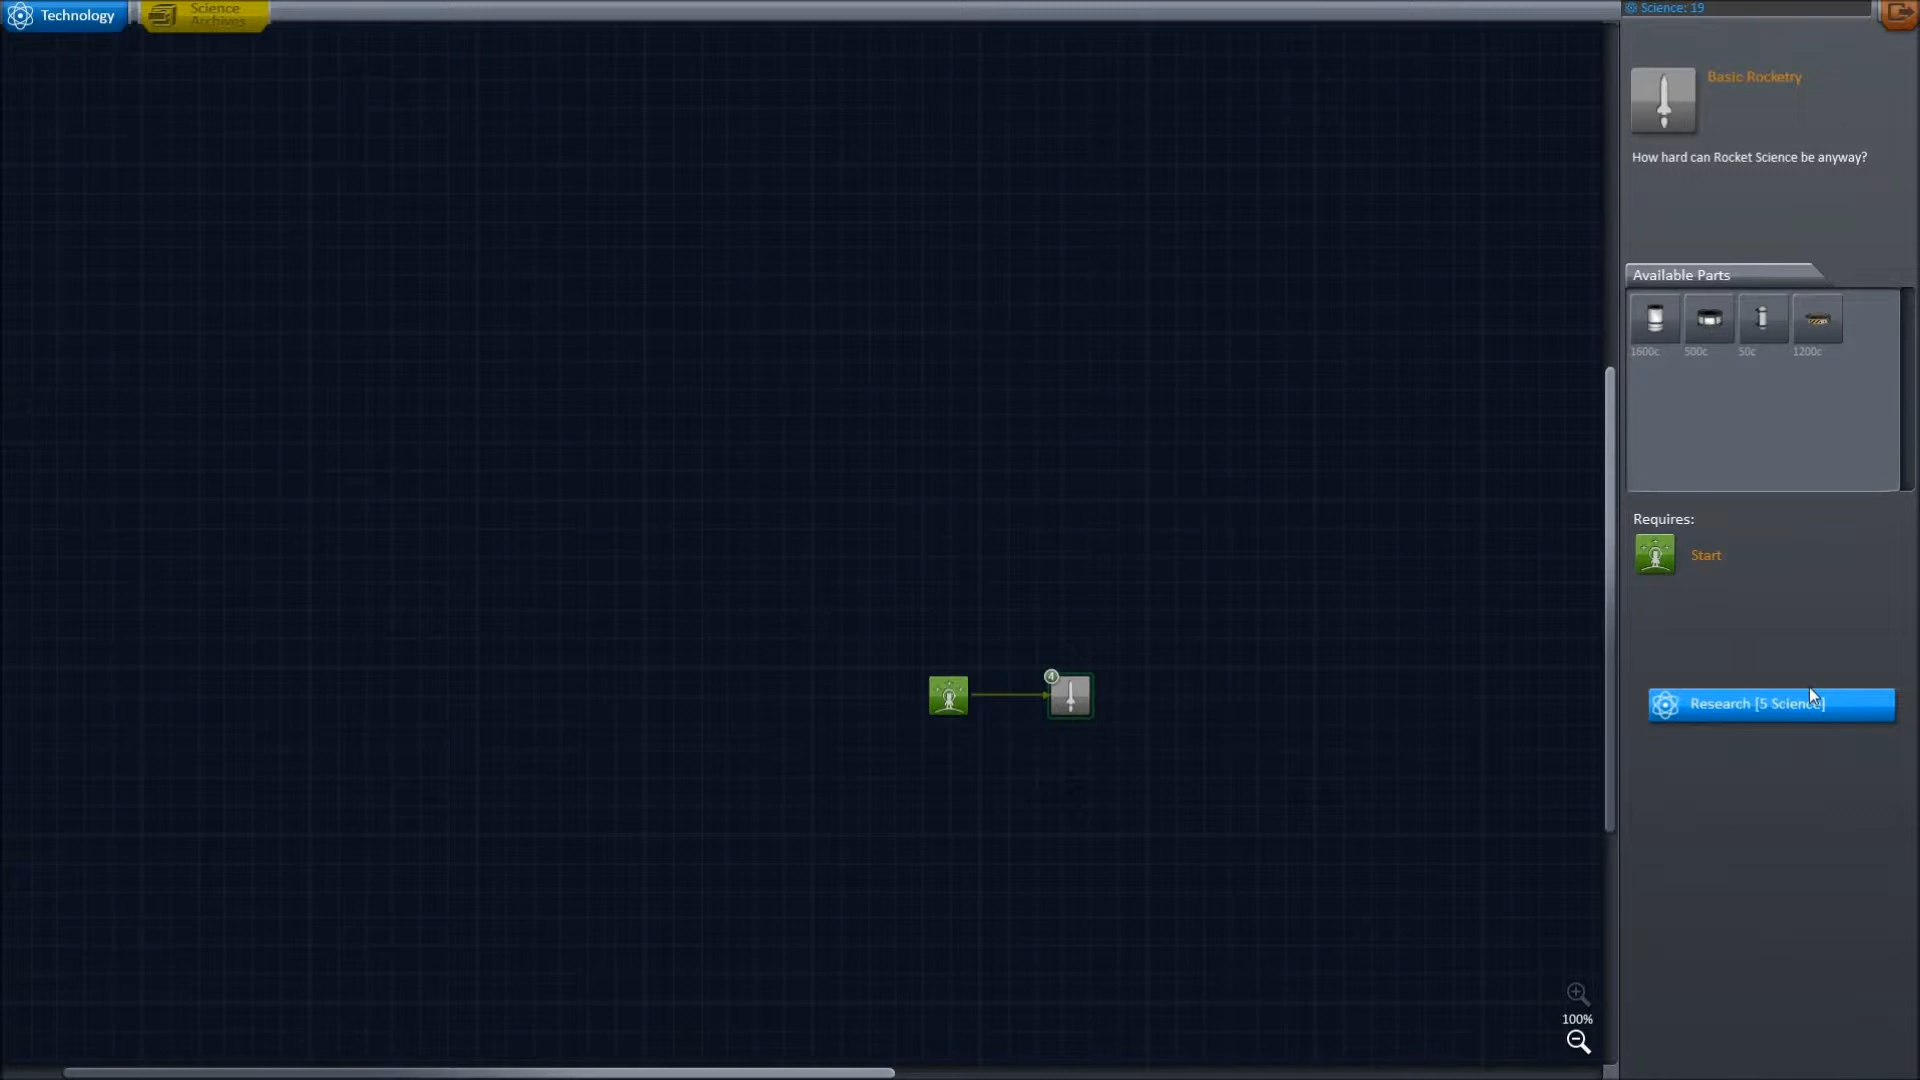 Technology
Science
Archives
Science: 19
Basic Rocketry
How hard can Rocket Science be anyway?
Available Parts
1600c 500c 50c 1200c
Requires:
Start
4
Research [5 Science]
100%